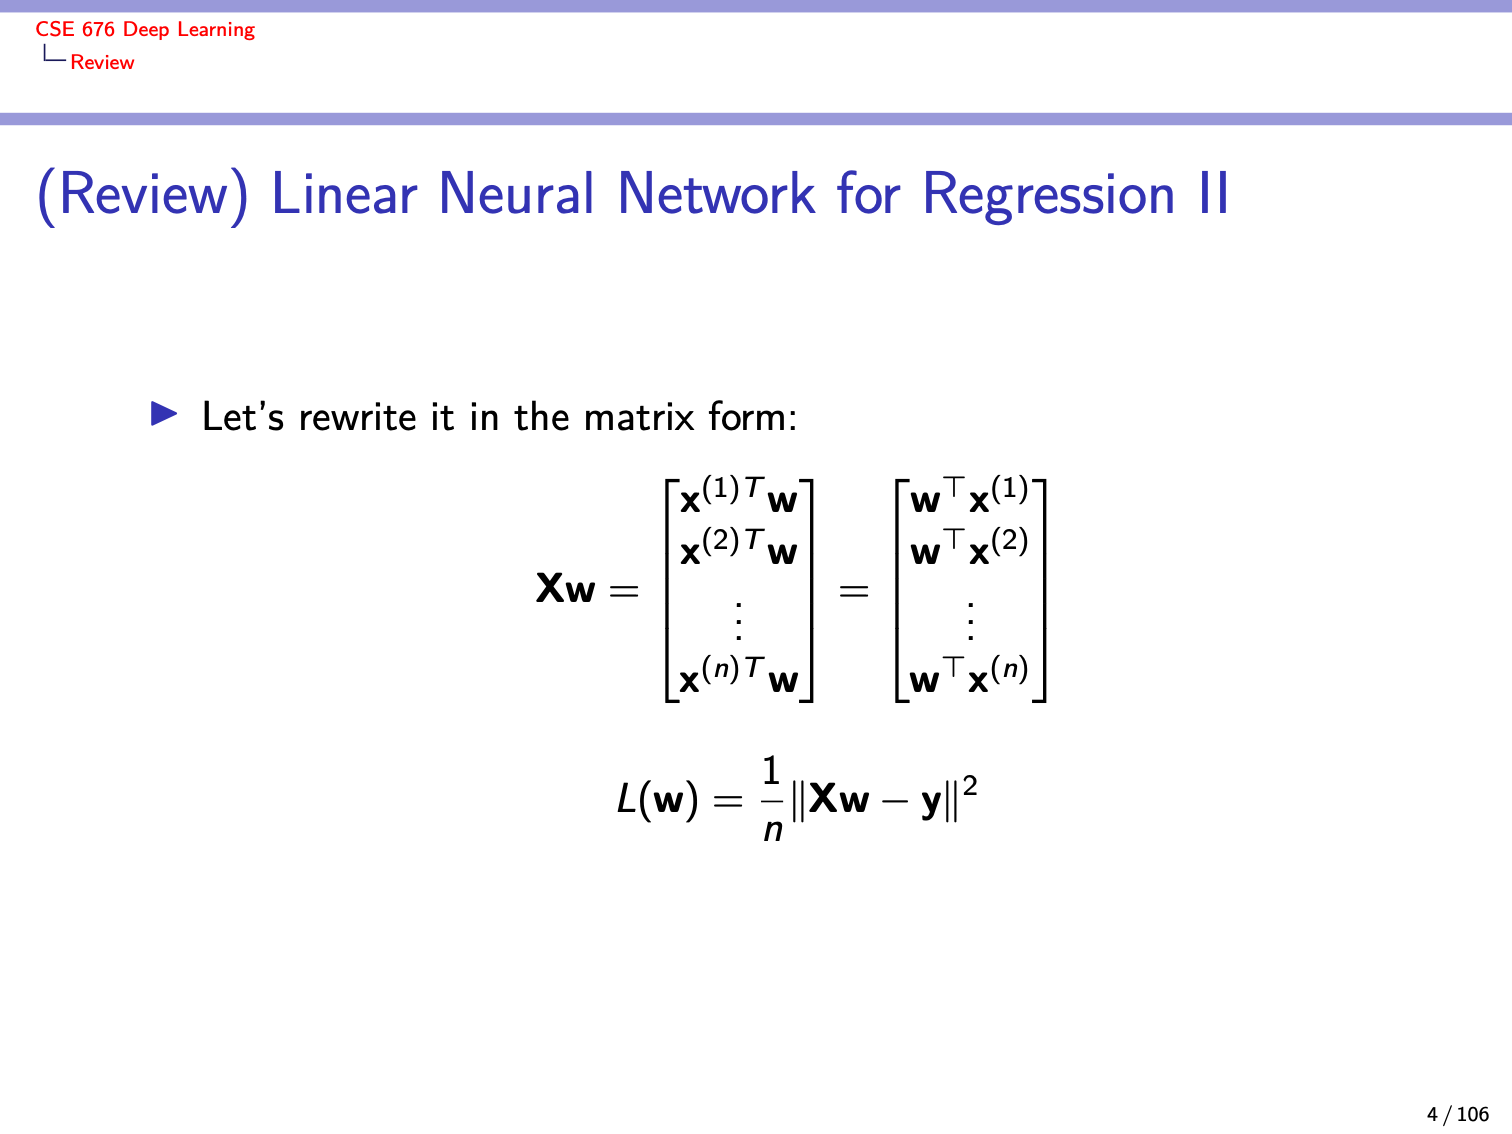 CSE 676 Deep Learning
Review
(Review) Linear Neural Network for Regression II
▶ Let's rewrite it in the matrix form:
$$\mathbf{X}\mathbf{w} = \begin{bmatrix} \mathbf{x}^{(1)T}\mathbf{w} \\ \mathbf{x}^{(2)T}\mathbf{w} \\ \vdots \\ \mathbf{x}^{(n)T}\mathbf{w} \end{bmatrix} = \begin{bmatrix} \mathbf{w}^\top\mathbf{x}^{(1)} \\ \mathbf{w}^\top\mathbf{x}^{(2)} \\ \vdots \\ \mathbf{w}^\top\mathbf{x}^{(n)} \end{bmatrix}$$
$$L(\mathbf{w}) = \frac{1}{n}\|\mathbf{X}\mathbf{w} - \mathbf{y}\|^2$$
4 / 106